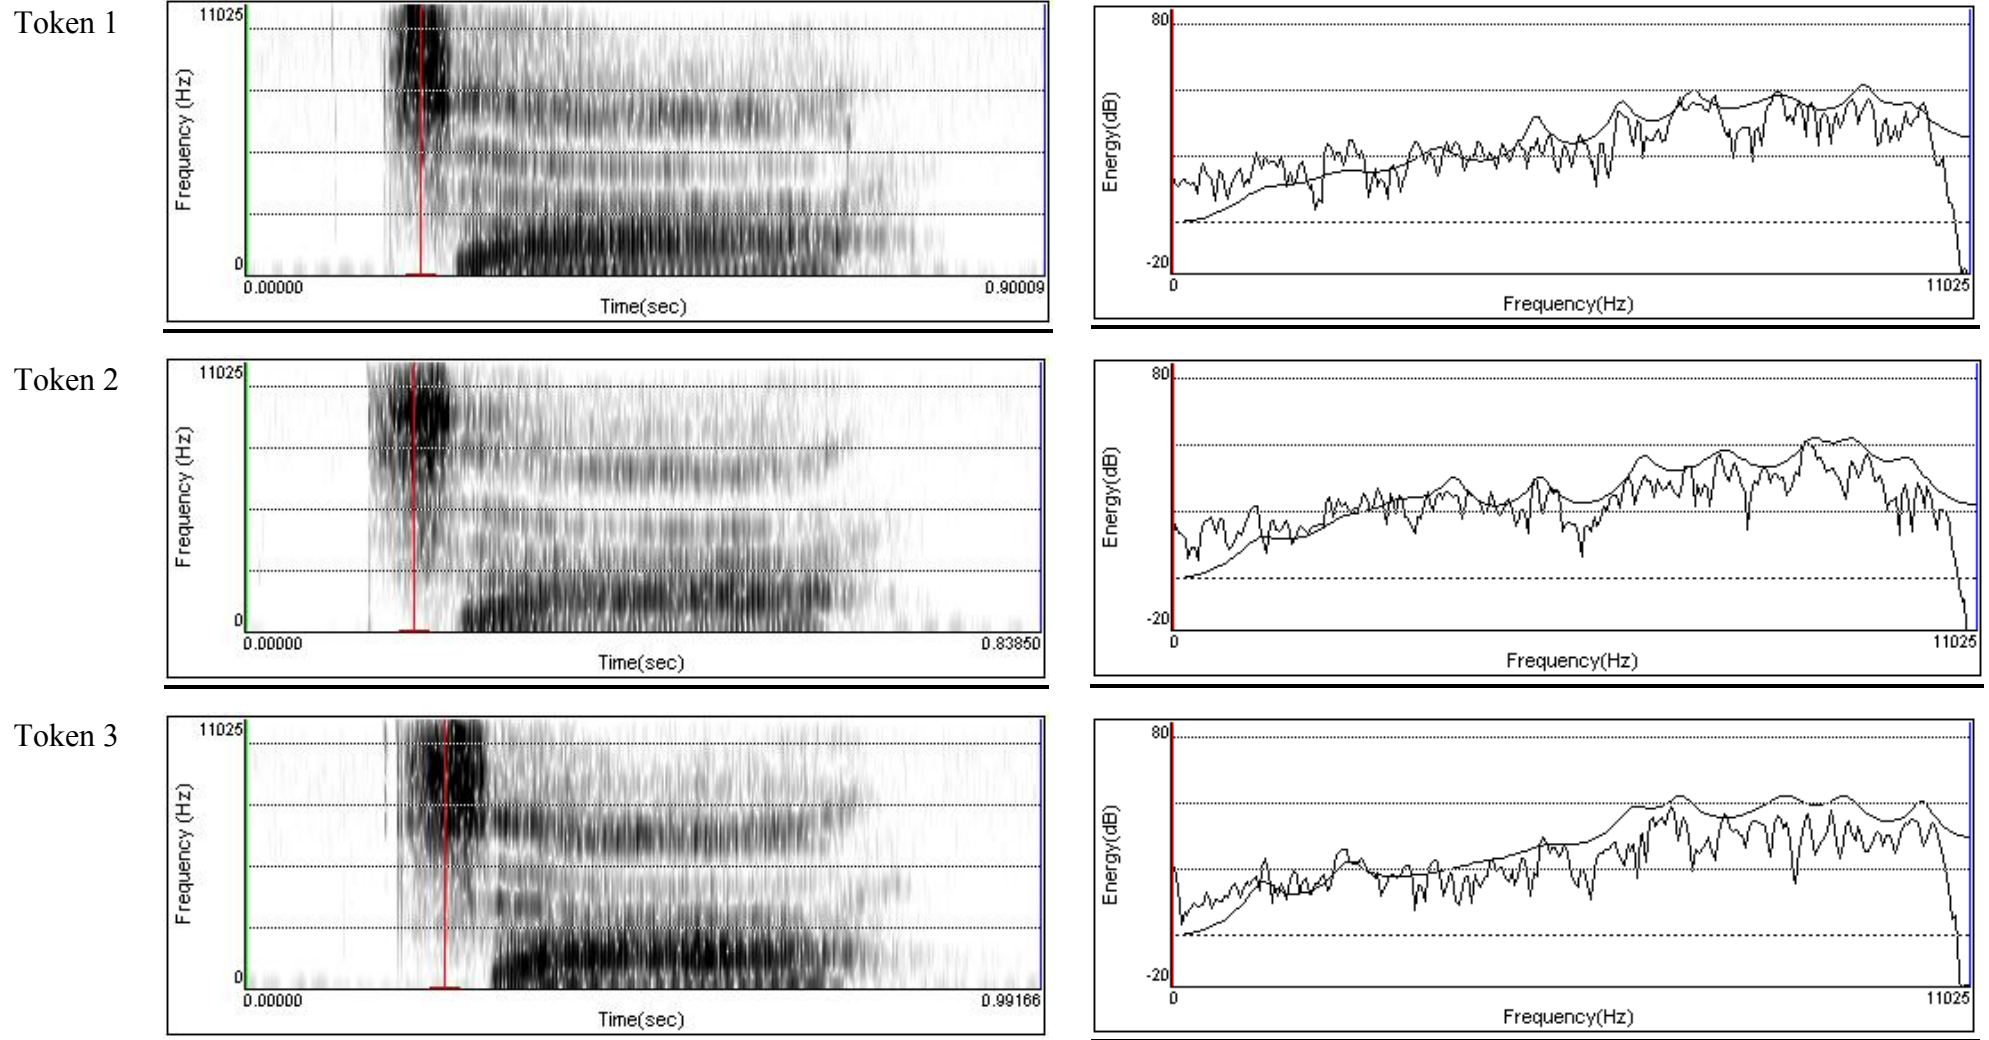 Token 1
11025
Frequency (Hz)
0
0.00000
0.90009
Time(sec)
80
Energy(dB)
-20
0
11025
Frequency(Hz)
Token 2
11025
Frequency (Hz)
0
0.00000
0.83850
Time(sec)
80
Energy(dB)
-20
0
11025
Frequency(Hz)
Token 3
11025
Frequency (Hz)
0
0.00000
0.99166
Time(sec)
80
Energy(dB)
-20
0
11025
Frequency(Hz)